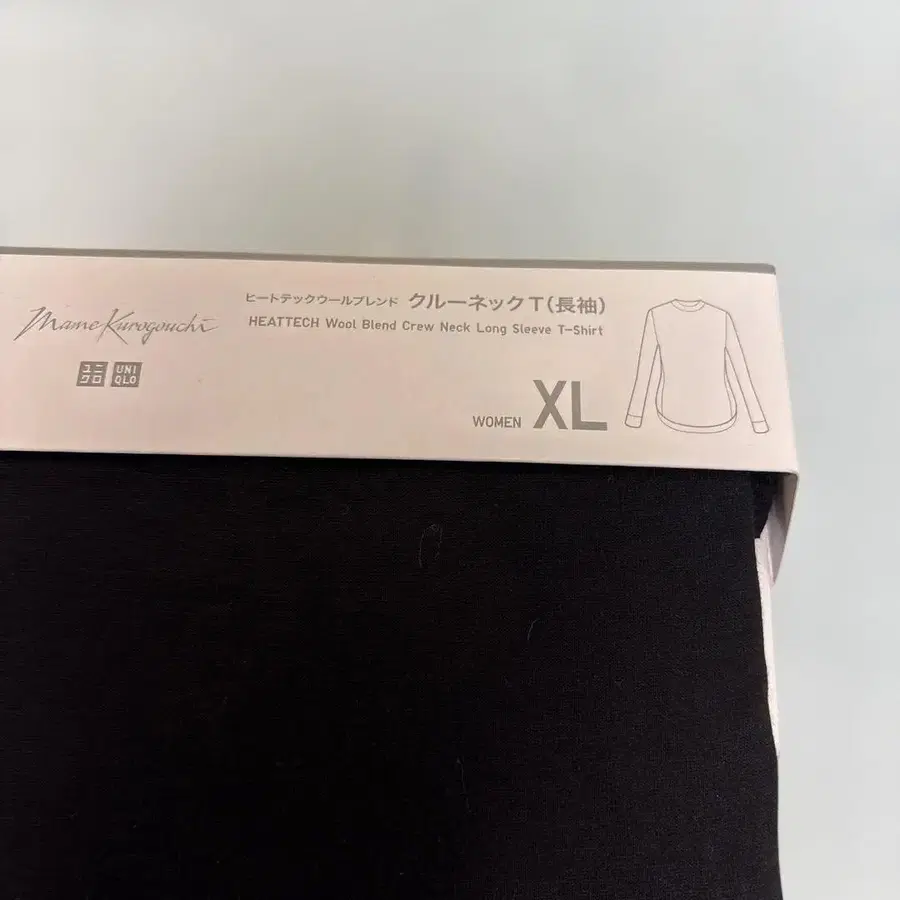 Mame Kurogouchi
ユニクロ UNIQLO
ヒートテックウールブレンド クルーネックT(長袖)
HEATTECH Wool Blend Crew Neck Long Sleeve T-Shirt
WOMEN XL